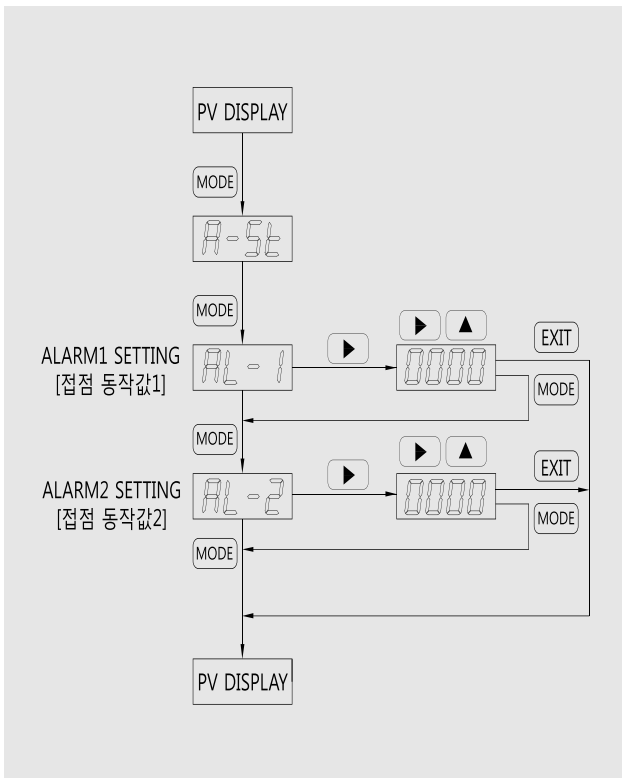 PV DISPLAY
MODE
A-St
MODE
ALARM1 SETTING
[접점 동작값1]
AL-1
0000
EXIT
MODE
MODE
ALARM2 SETTING
[접점 동작값2]
AL-2
0000
EXIT
MODE
MODE
PV DISPLAY